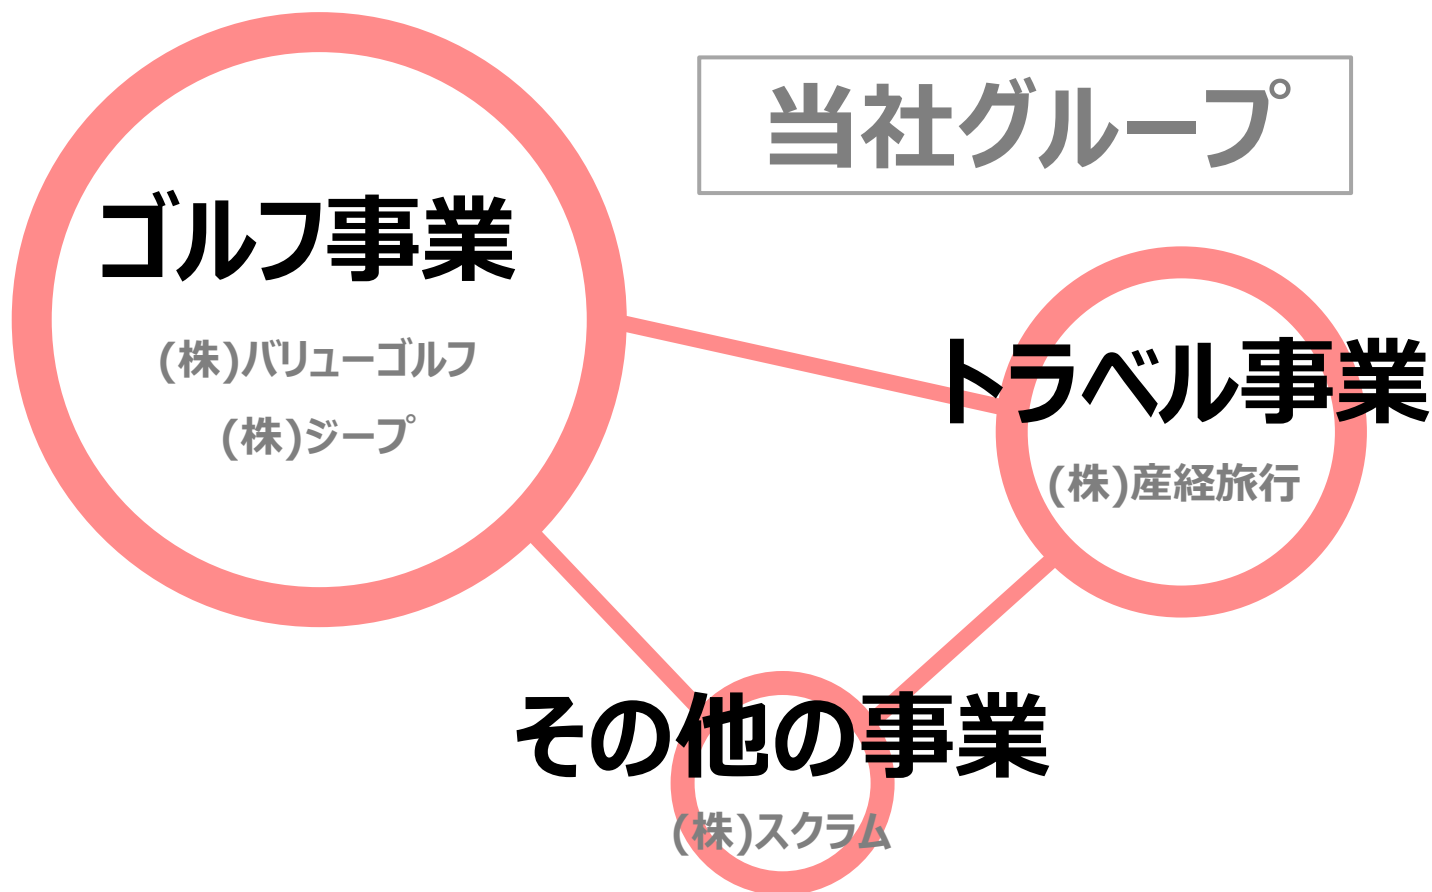 当社グループ
ゴルフ事業
(株)バリューゴルフ
(株)ジープ
トラベル事業
(株)産経旅行
その他の事業
(株)スクラム